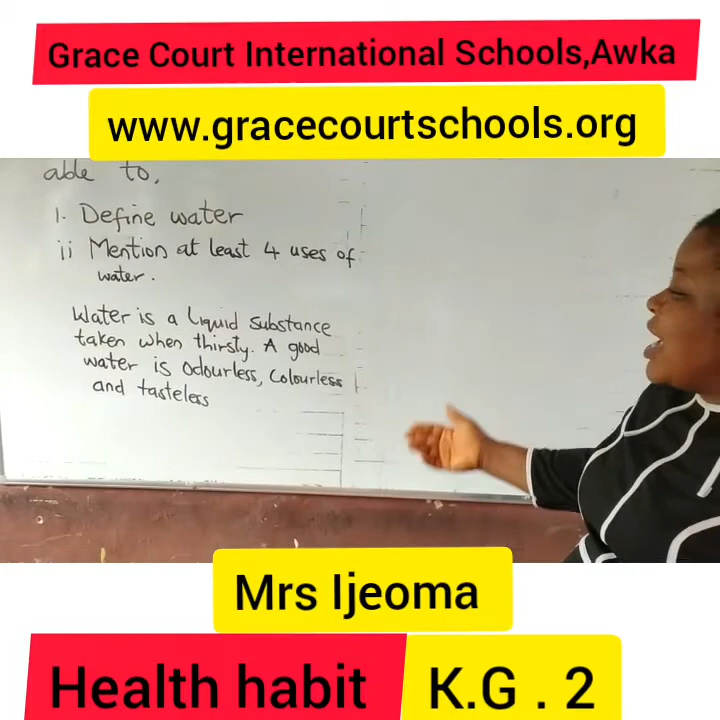 Grace Court International Schools,Awka
www.gracecourtschools.org
able to,
1. Define water
ii Mention at least 4 uses of
water.
Water is a Liquid substance
taken when thirsty. A good
water is odourless, Colourless
and tasteless
Mrs Ijeoma
Health habit
K.G . 2